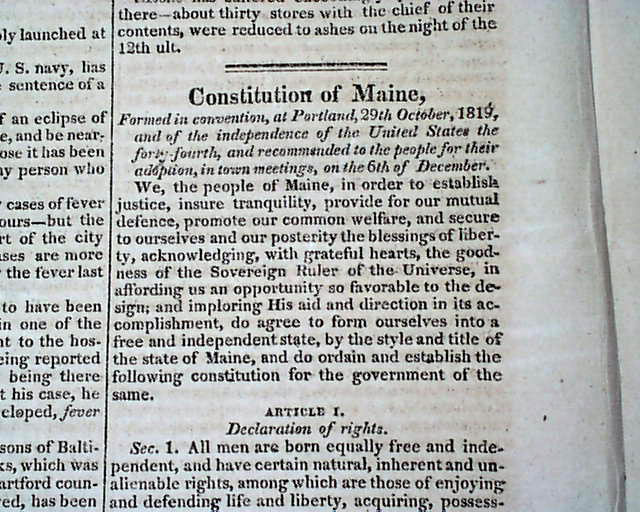 ply launched at
J. S. navy, has
sentence of a
f an eclipse of
e, and be near-
ose it has been
ny person who
cases of fever
ours—but the
rt of the city
ases are more
the fever last
to have been
in one of the
nt to the hos-
eing reported
being there
t his case, he
cloped, fever
sons of Balti-
ks, which was
artford coun-
ed, has been
there—about thirty stores with the chief of their
contents, were reduced to ashes on the night of the
12th ult.
Constitution of Maine,
Formed in convention, at Portland, 29th October, 1819,
and of the independence of the United States the
forty-fourth, and recommended to the people for their
adoption, in town meetings, on the 6th of December.
We, the people of Maine, in order to establish
justice, insure tranquility, provide for our mutual
defence, promote our common welfare, and secure
to ourselves and our posterity the blessings of liber-
ty, acknowledging, with grateful hearts, the good-
ness of the Sovereign Ruler of the Universe, in
affording us an opportunity so favorable to the de-
sign; and imploring His aid and direction in its ac-
complishment, do agree to form ourselves into a
free and independent state, by the style and title of
the state of Maine, and do ordain and establish the
following constitution for the government of the
same.
ARTICLE I.
Declaration of rights.
Sec. 1. All men are born equally free and inde-
pendent, and have certain natural, inherent and un-
alienable rights, among which are those of enjoying
and defending life and liberty, acquiring, possess-